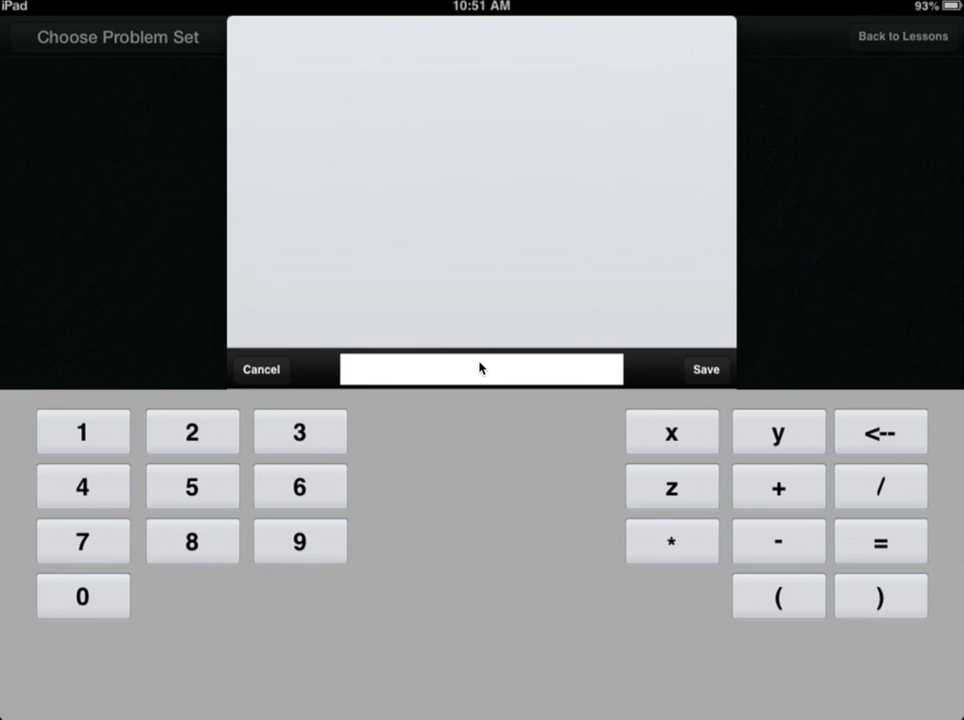 iPad 10:51 AM 93%
Choose Problem Set Back to Lessons
Cancel Save
1 2 3 x y <--
4 5 6 z + /
7 8 9 * - =
0 ( )